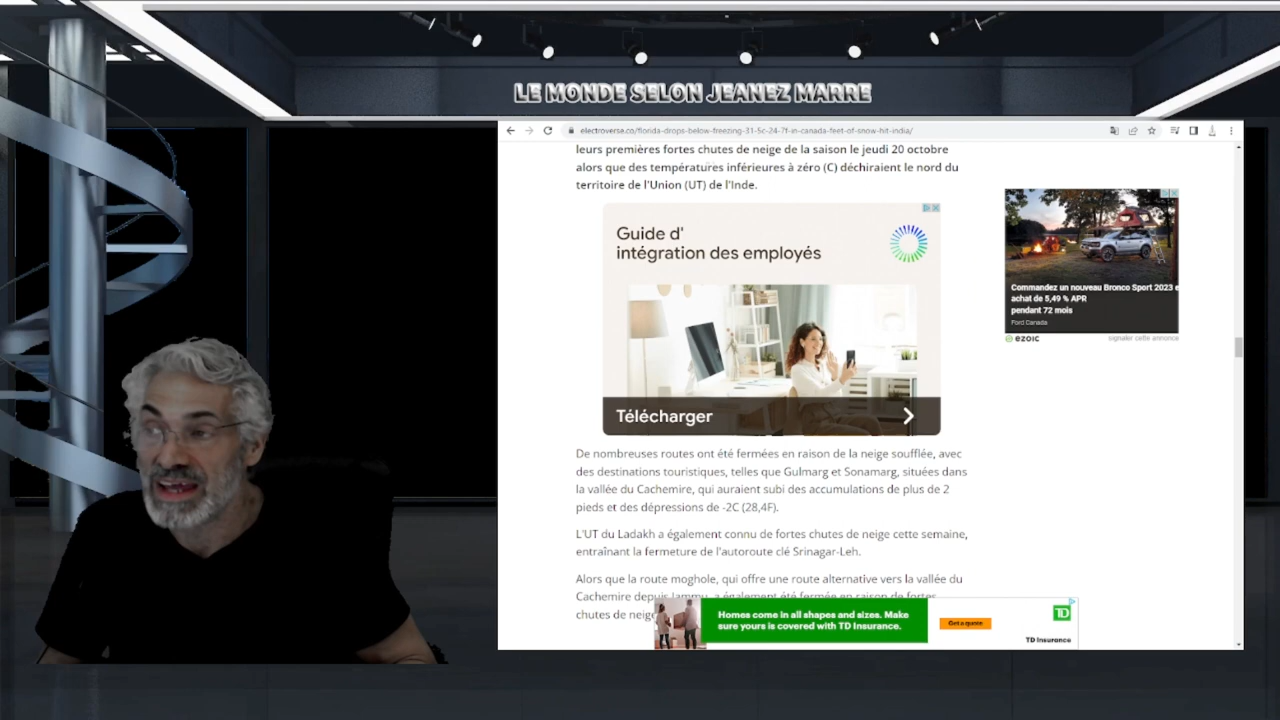 LE MONDE SELON JEANEZ MARRE
electroverse.co/florida-drops-below-freezing-31-5c-24-7f-in-canada-feet-of-snow-hit-india/
leurs premières fortes chutes de neige de la saison le jeudi 20 octobre
alors que des températures inférieures à zéro (C) déchiraient le nord du
territoire de l'Union (UT) de l'Inde.
Guide d'
intégration des employés
Télécharger
Commandez un nouveau Bronco Sport 2023 e
achat de 5,49 % APR
pendant 72 mois
Ford Canada
ezoic
signaler cette annonce
De nombreuses routes ont été fermées en raison de la neige soufflée, avec
des destinations touristiques, telles que Gulmarg et Sonamarg, situées dans
la vallée du Cachemire, qui auraient subi des accumulations de plus de 2
pieds et des dépressions de -2C (28,4F).
L'UT du Ladakh a également connu de fortes chutes de neige cette semaine,
entraînant la fermeture de l'autoroute clé Srinagar-Leh.
Alors que la route moghole, qui offre une route alternative vers la vallée du
Cachemire depuis Jammu, a également été fermée en raison de fortes
chutes de neige
Homes come in all shapes and sizes. Make
sure yours is covered with TD Insurance.
Get a quote
TD
TD Insurance